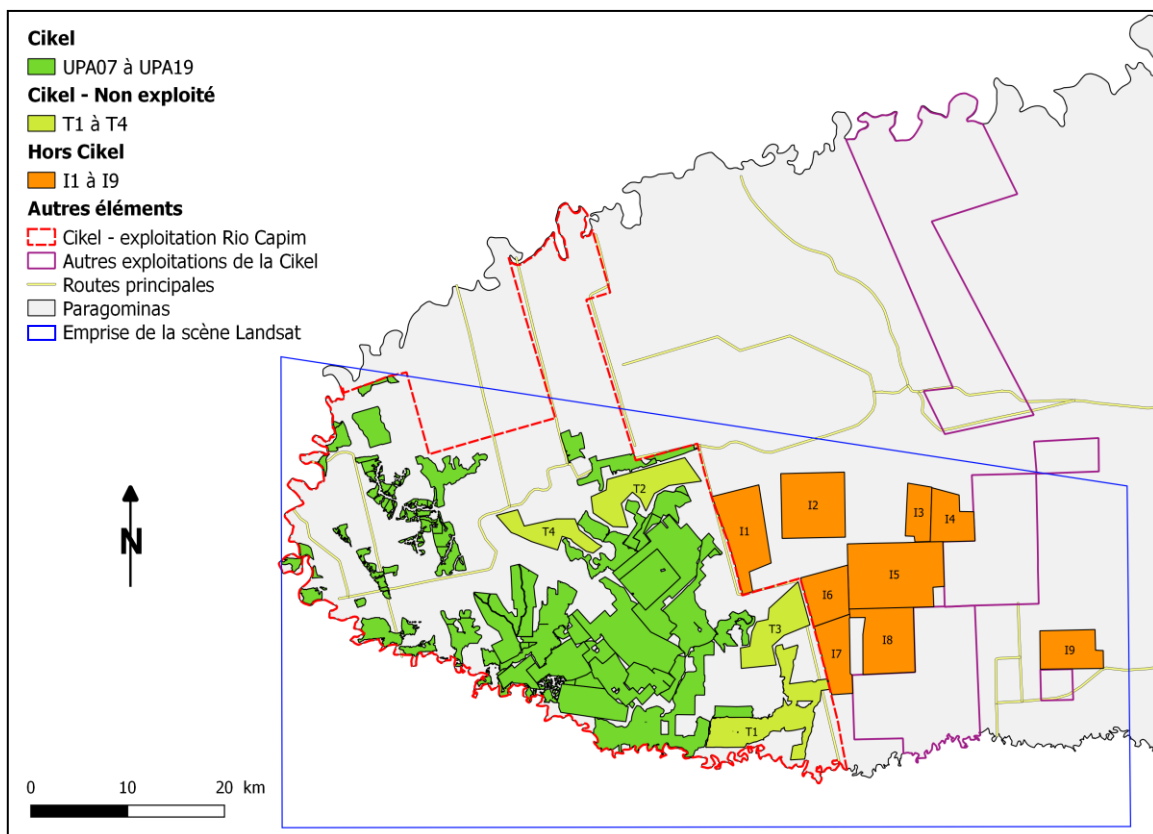 Cikel
UPA07 à UPA19
Cikel - Non exploité
T1 à T4
Hors Cikel
I1 à I9
Autres éléments
Cikel - exploitation Rio Capim
Autres exploitations de la Cikel
Routes principales
Paragominas
Emprise de la scène Landsat
T2
I2
I1
I3
I4
T4
N
I5
I6
T3
I8
I7
I9
T1
0 10 20 km